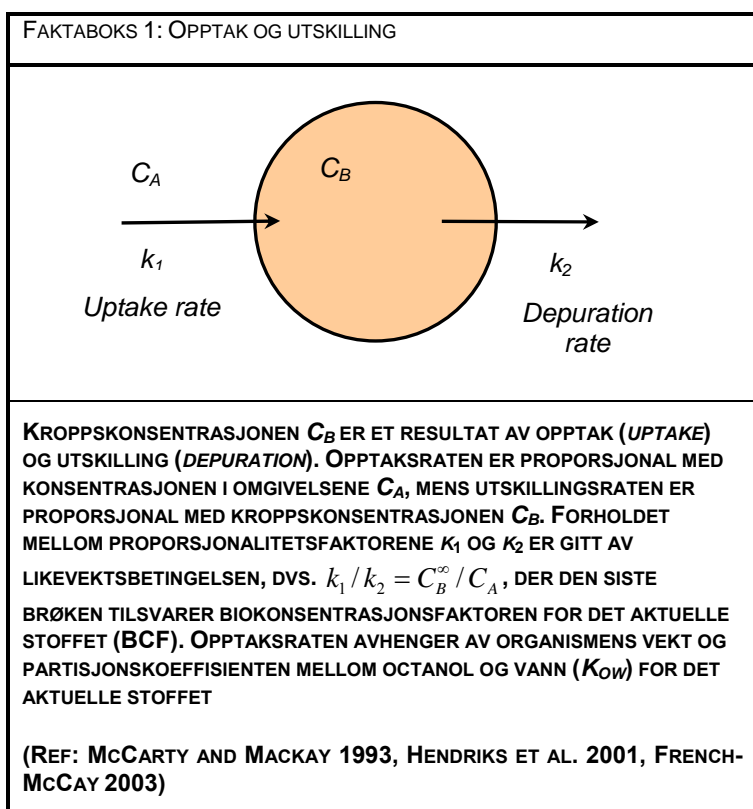 FAKTABOKS 1: OPPTAK OG UTSKILLING
C_A
C_B
k_1
k_2
Uptake rate
Depuration
rate
KROPPSKONSENTRASJONEN C_B ER ET RESULTAT AV OPPTAK (UPTAKE)
OG UTSKILLING (DEPURATION). OPPTAKSRATEN ER PROPORSJONAL MED
KONSENTRASJONEN I OMGIVELSENE C_A, MENS UTSKILLINGSRATEN ER
PROPORSJONAL MED KROPPSKONSENTRASJONEN C_B. FORHOLDET
MELLOM PROPORSJONALITETSFAKTORENE K_1 OG K_2 ER GITT AV
LIKEVEKTSBETINGELSEN, DVS. k_1 / k_2 = C_B^∞ / C_A, DER DEN SISTE
BRØKEN TILSVARER BIOKONSENTRASJONSFAKTOREN FOR DET AKTUELLE
STOFFET (BCF). OPPTAKSRATEN AVHENGER AV ORGANISMENS VEKT OG
PARTISJONSKOEFFISIENTEN MELLOM OCTANOL OG VANN (K_OW) FOR DET
AKTUELLE STOFFET
(REF: MCCARTY AND MACKAY 1993, HENDRIKS ET AL. 2001, FRENCH-
MCCAY 2003)